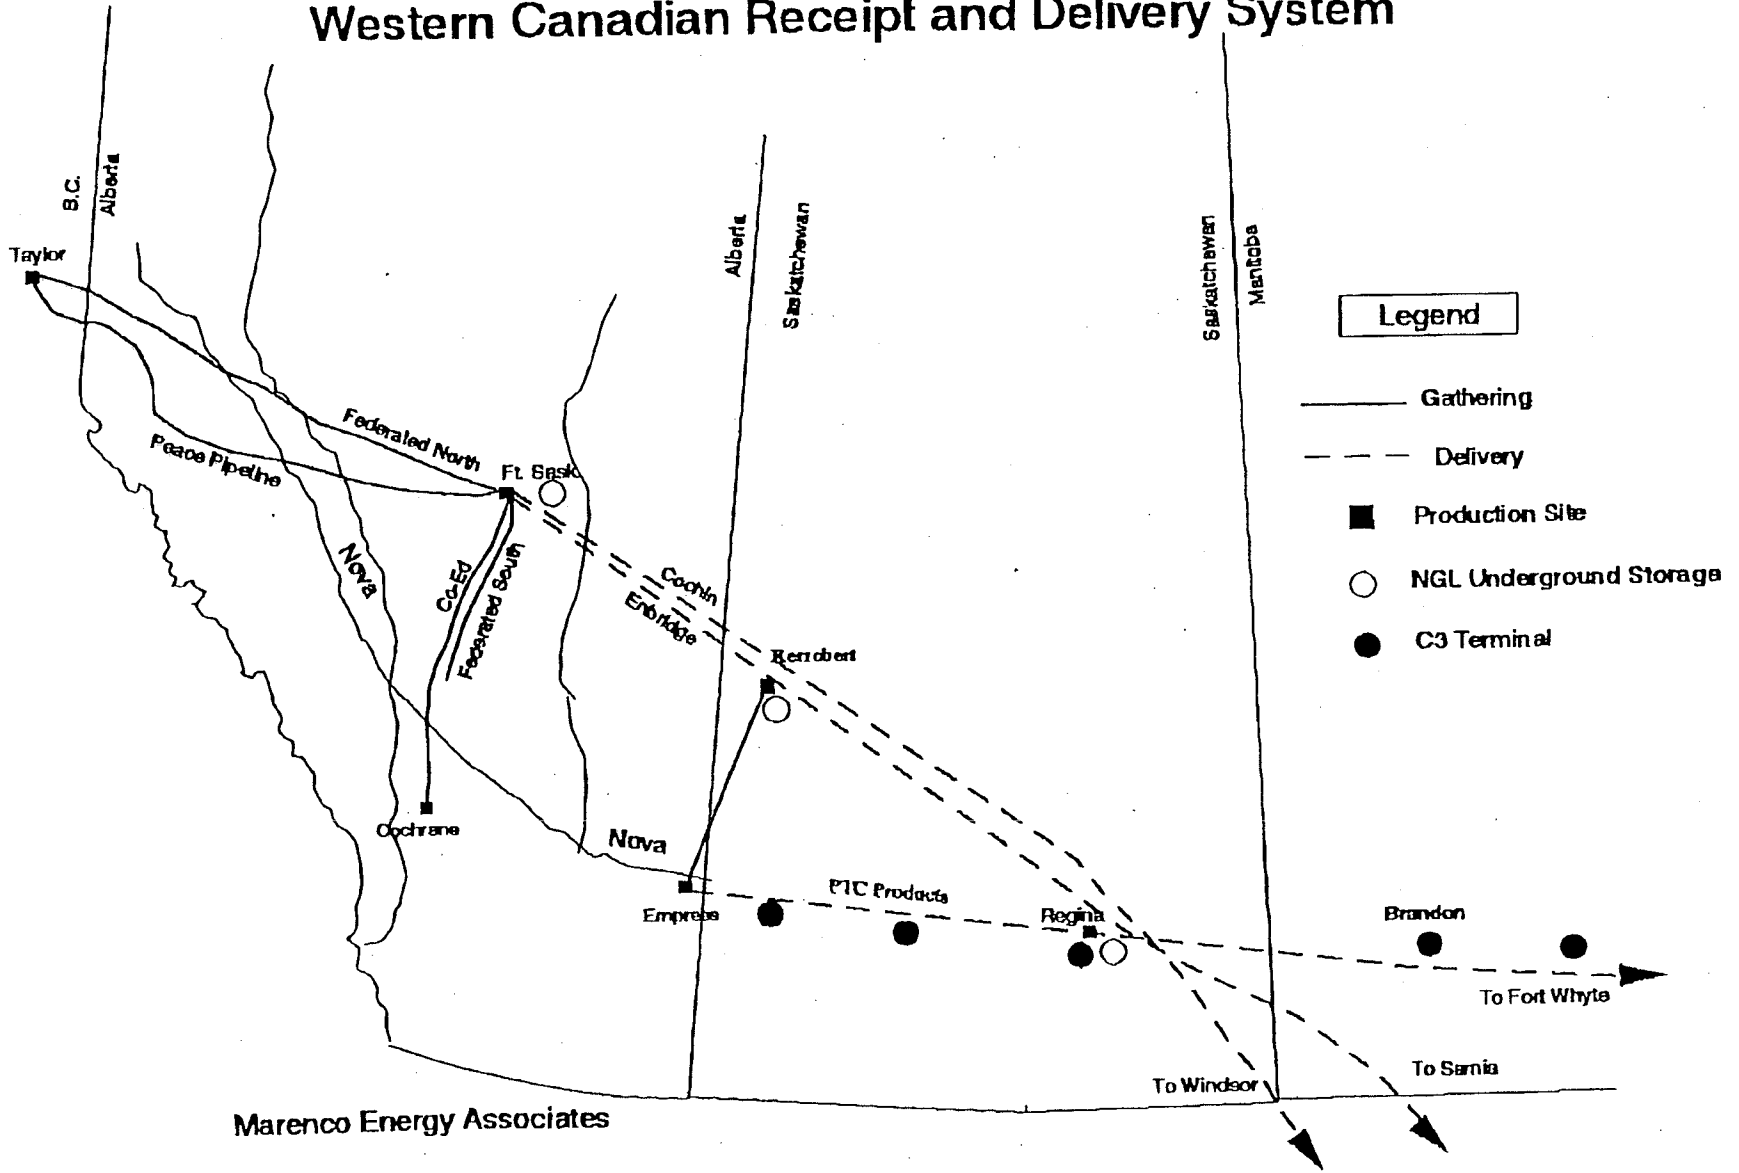 Western Canadian Receipt and Delivery System
B.C.
Alberta
Alberta
Saskatchewan
Saskatchewan
Manitoba
Taylor
Legend
Gathering
Delivery
Production Site
NGL Underground Storage
C3 Terminal
Federated North
Peace Pipeline
Ft. Sask.
Nova
Co-Ed
Federated South
Cochin
Enbridge
Kerrobert
Cochrane
Nova
Empress
PTC Products
Regina
Brandon
To Fort Whyte
To Windsor
To Sarnia
Marenco Energy Associates